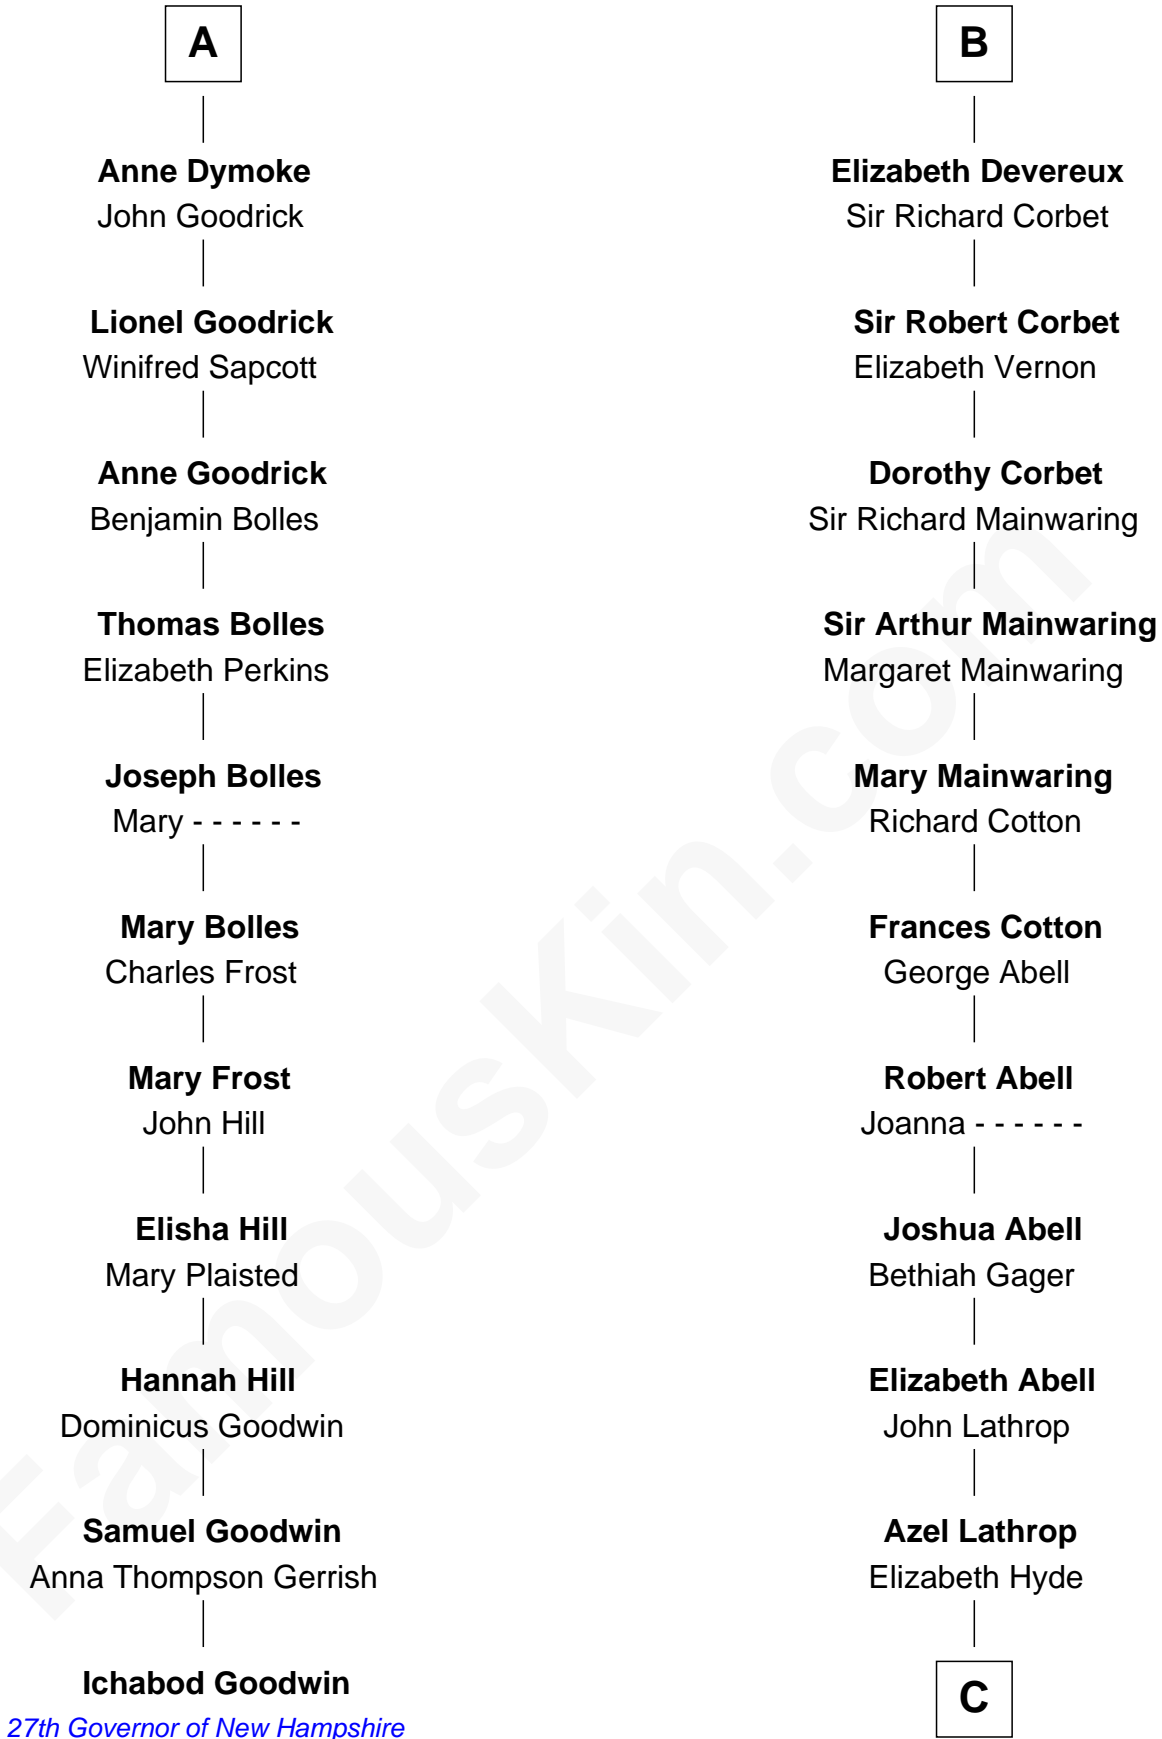 A
Anne Dymoke
John Goodrick
Lionel Goodrick
Winifred Sapcott
Anne Goodrick
Benjamin Bolles
Thomas Bolles
Elizabeth Perkins
Joseph Bolles
Mary - - - - - -
Mary Bolles
Charles Frost
Mary Frost
John Hill
Elisha Hill
Mary Plaisted
Hannah Hill
Dominicus Goodwin
Samuel Goodwin
Anna Thompson Gerrish
Ichabod Goodwin
27th Governor of New Hampshire
B
Elizabeth Devereux
Sir Richard Corbet
Sir Robert Corbet
Elizabeth Vernon
Dorothy Corbet
Sir Richard Mainwaring
Sir Arthur Mainwaring
Margaret Mainwaring
Mary Mainwaring
Richard Cotton
Frances Cotton
George Abell
Robert Abell
Joanna - - - - - -
Joshua Abell
Bethiah Gager
Elizabeth Abell
John Lathrop
Azel Lathrop
Elizabeth Hyde
C
FamousKin.com